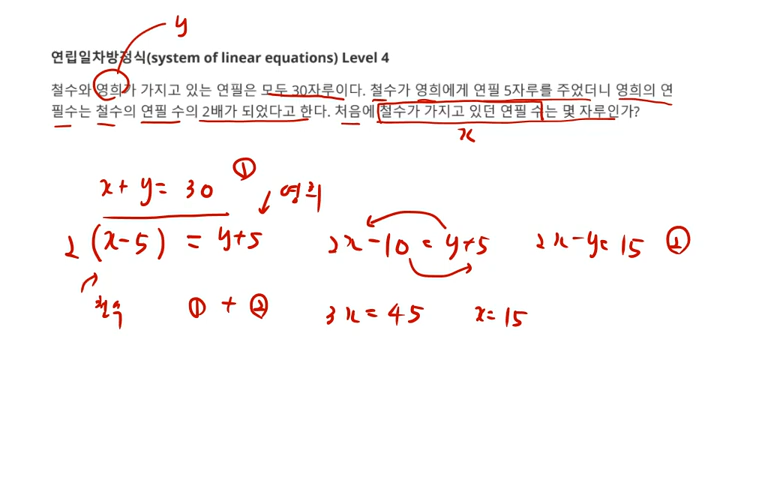 y
연립일차방정식(system of linear equations) Level 4
철수와 영희가 가지고 있는 연필은 모두 30자루이다. 철수가 영희에게 연필 5자루를 주었더니 영희의 연
필수는 철수의 연필 수의 2배가 되었다고 한다. 처음에 철수가 가지고 있던 연필 수는 몇 자루인가?
x
x + y = 30 ①
영희
2(x-5) = y+5 2x-10 = y+5 2x-y=15 ②
철수 ① + ② 3x = 45 x=15